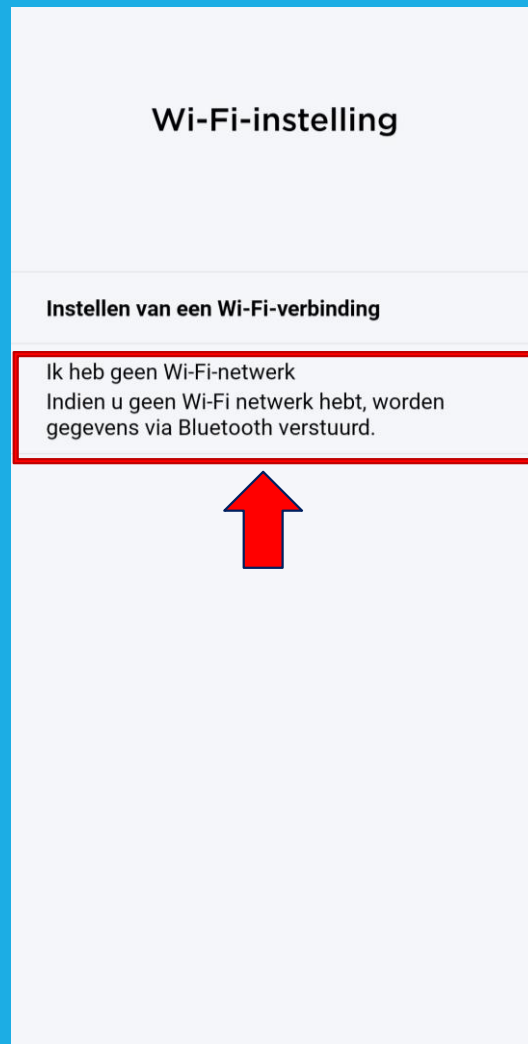 Wi-Fi-instelling
Instellen van een Wi-Fi-verbinding
Ik heb geen Wi-Fi-netwerk
Indien u geen Wi-Fi netwerk hebt, worden
gegevens via Bluetooth verstuurd.